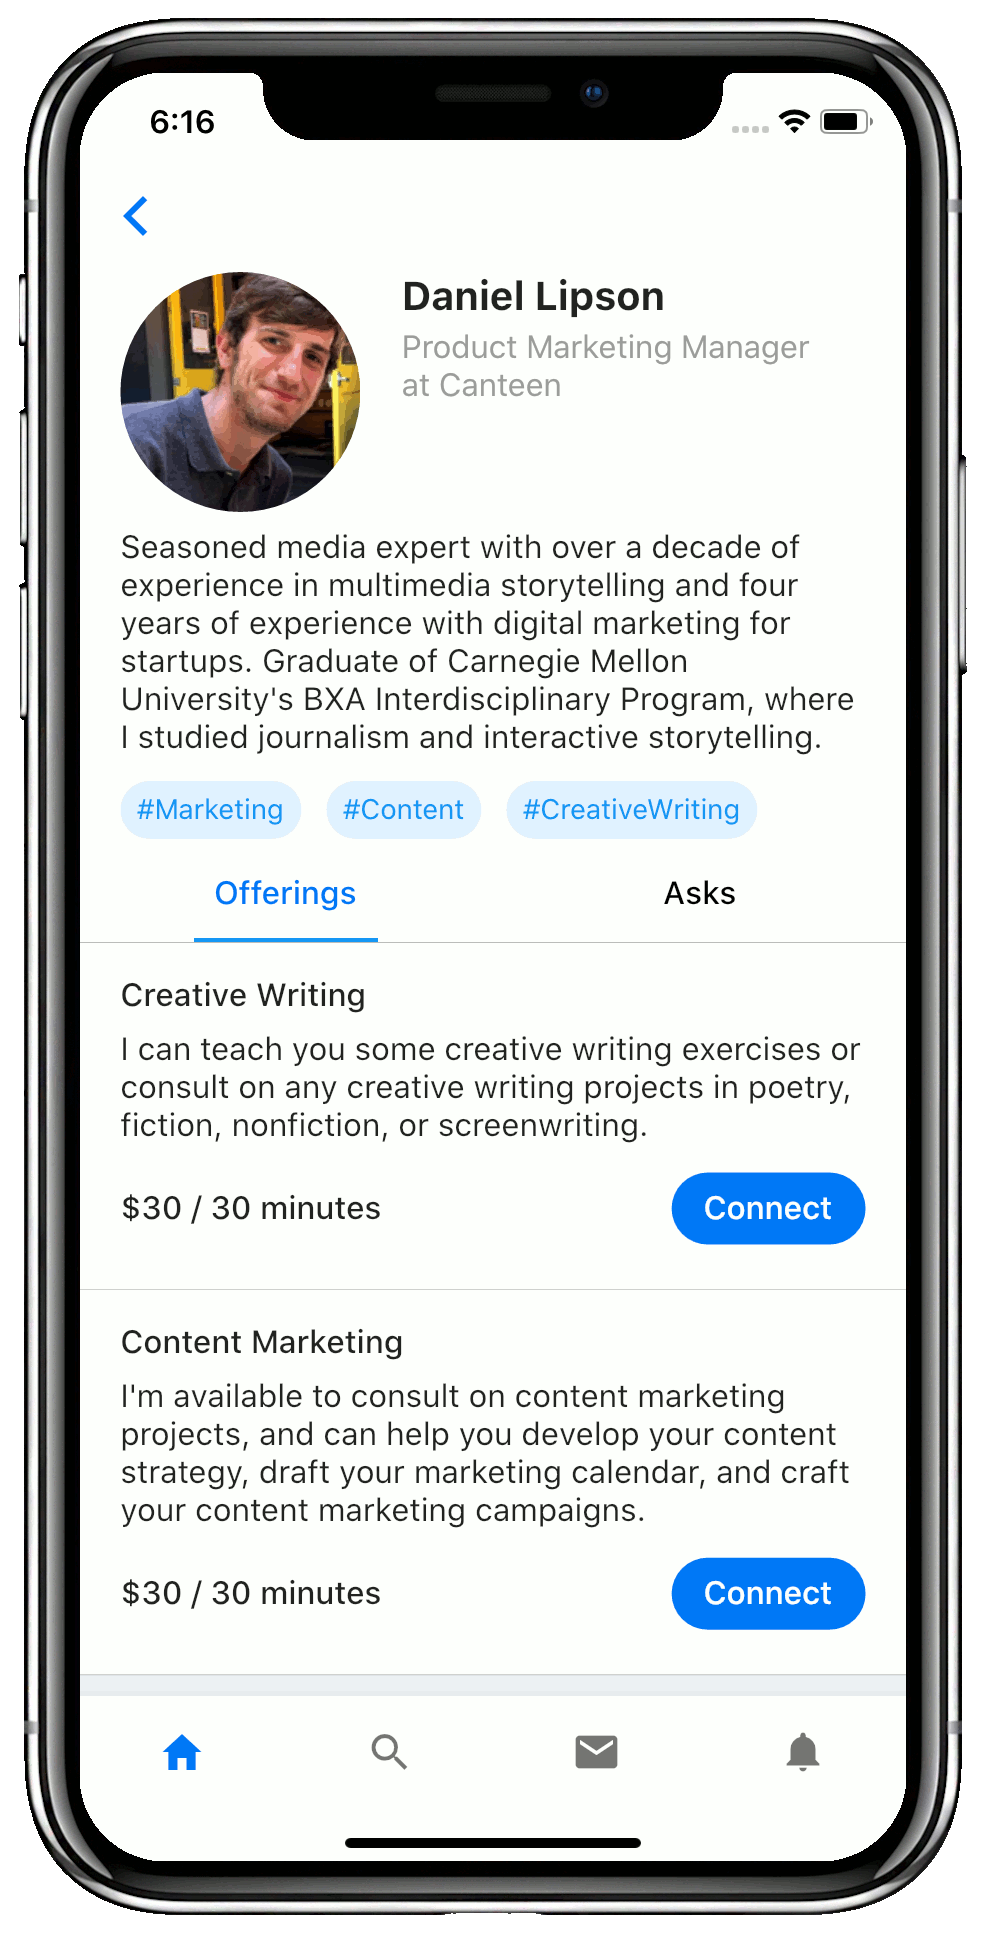 6:16
Daniel Lipson
Product Marketing Manager
at Canteen
Seasoned media expert with over a decade of
experience in multimedia storytelling and four
years of experience with digital marketing for
startups. Graduate of Carnegie Mellon
University's BXA Interdisciplinary Program, where
I studied journalism and interactive storytelling.
#Marketing #Content #CreativeWriting
Offerings Asks
Creative Writing
I can teach you some creative writing exercises or
consult on any creative writing projects in poetry,
fiction, nonfiction, or screenwriting.
$30 / 30 minutes Connect
Content Marketing
I'm available to consult on content marketing
projects, and can help you develop your content
strategy, draft your marketing calendar, and craft
your content marketing campaigns.
$30 / 30 minutes Connect